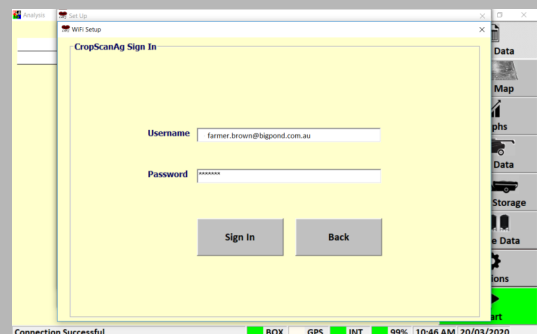 Analysis
Set Up
WiFi Setup
CropScanAg Sign In
Username farmer.brown@bigpond.com.au
Password *******
Sign In Back
Data
Map
phs
Data
Storage
e Data
ions
art
Connection Successful BOX GPS INT 99% 10:46 AM 20/03/2020